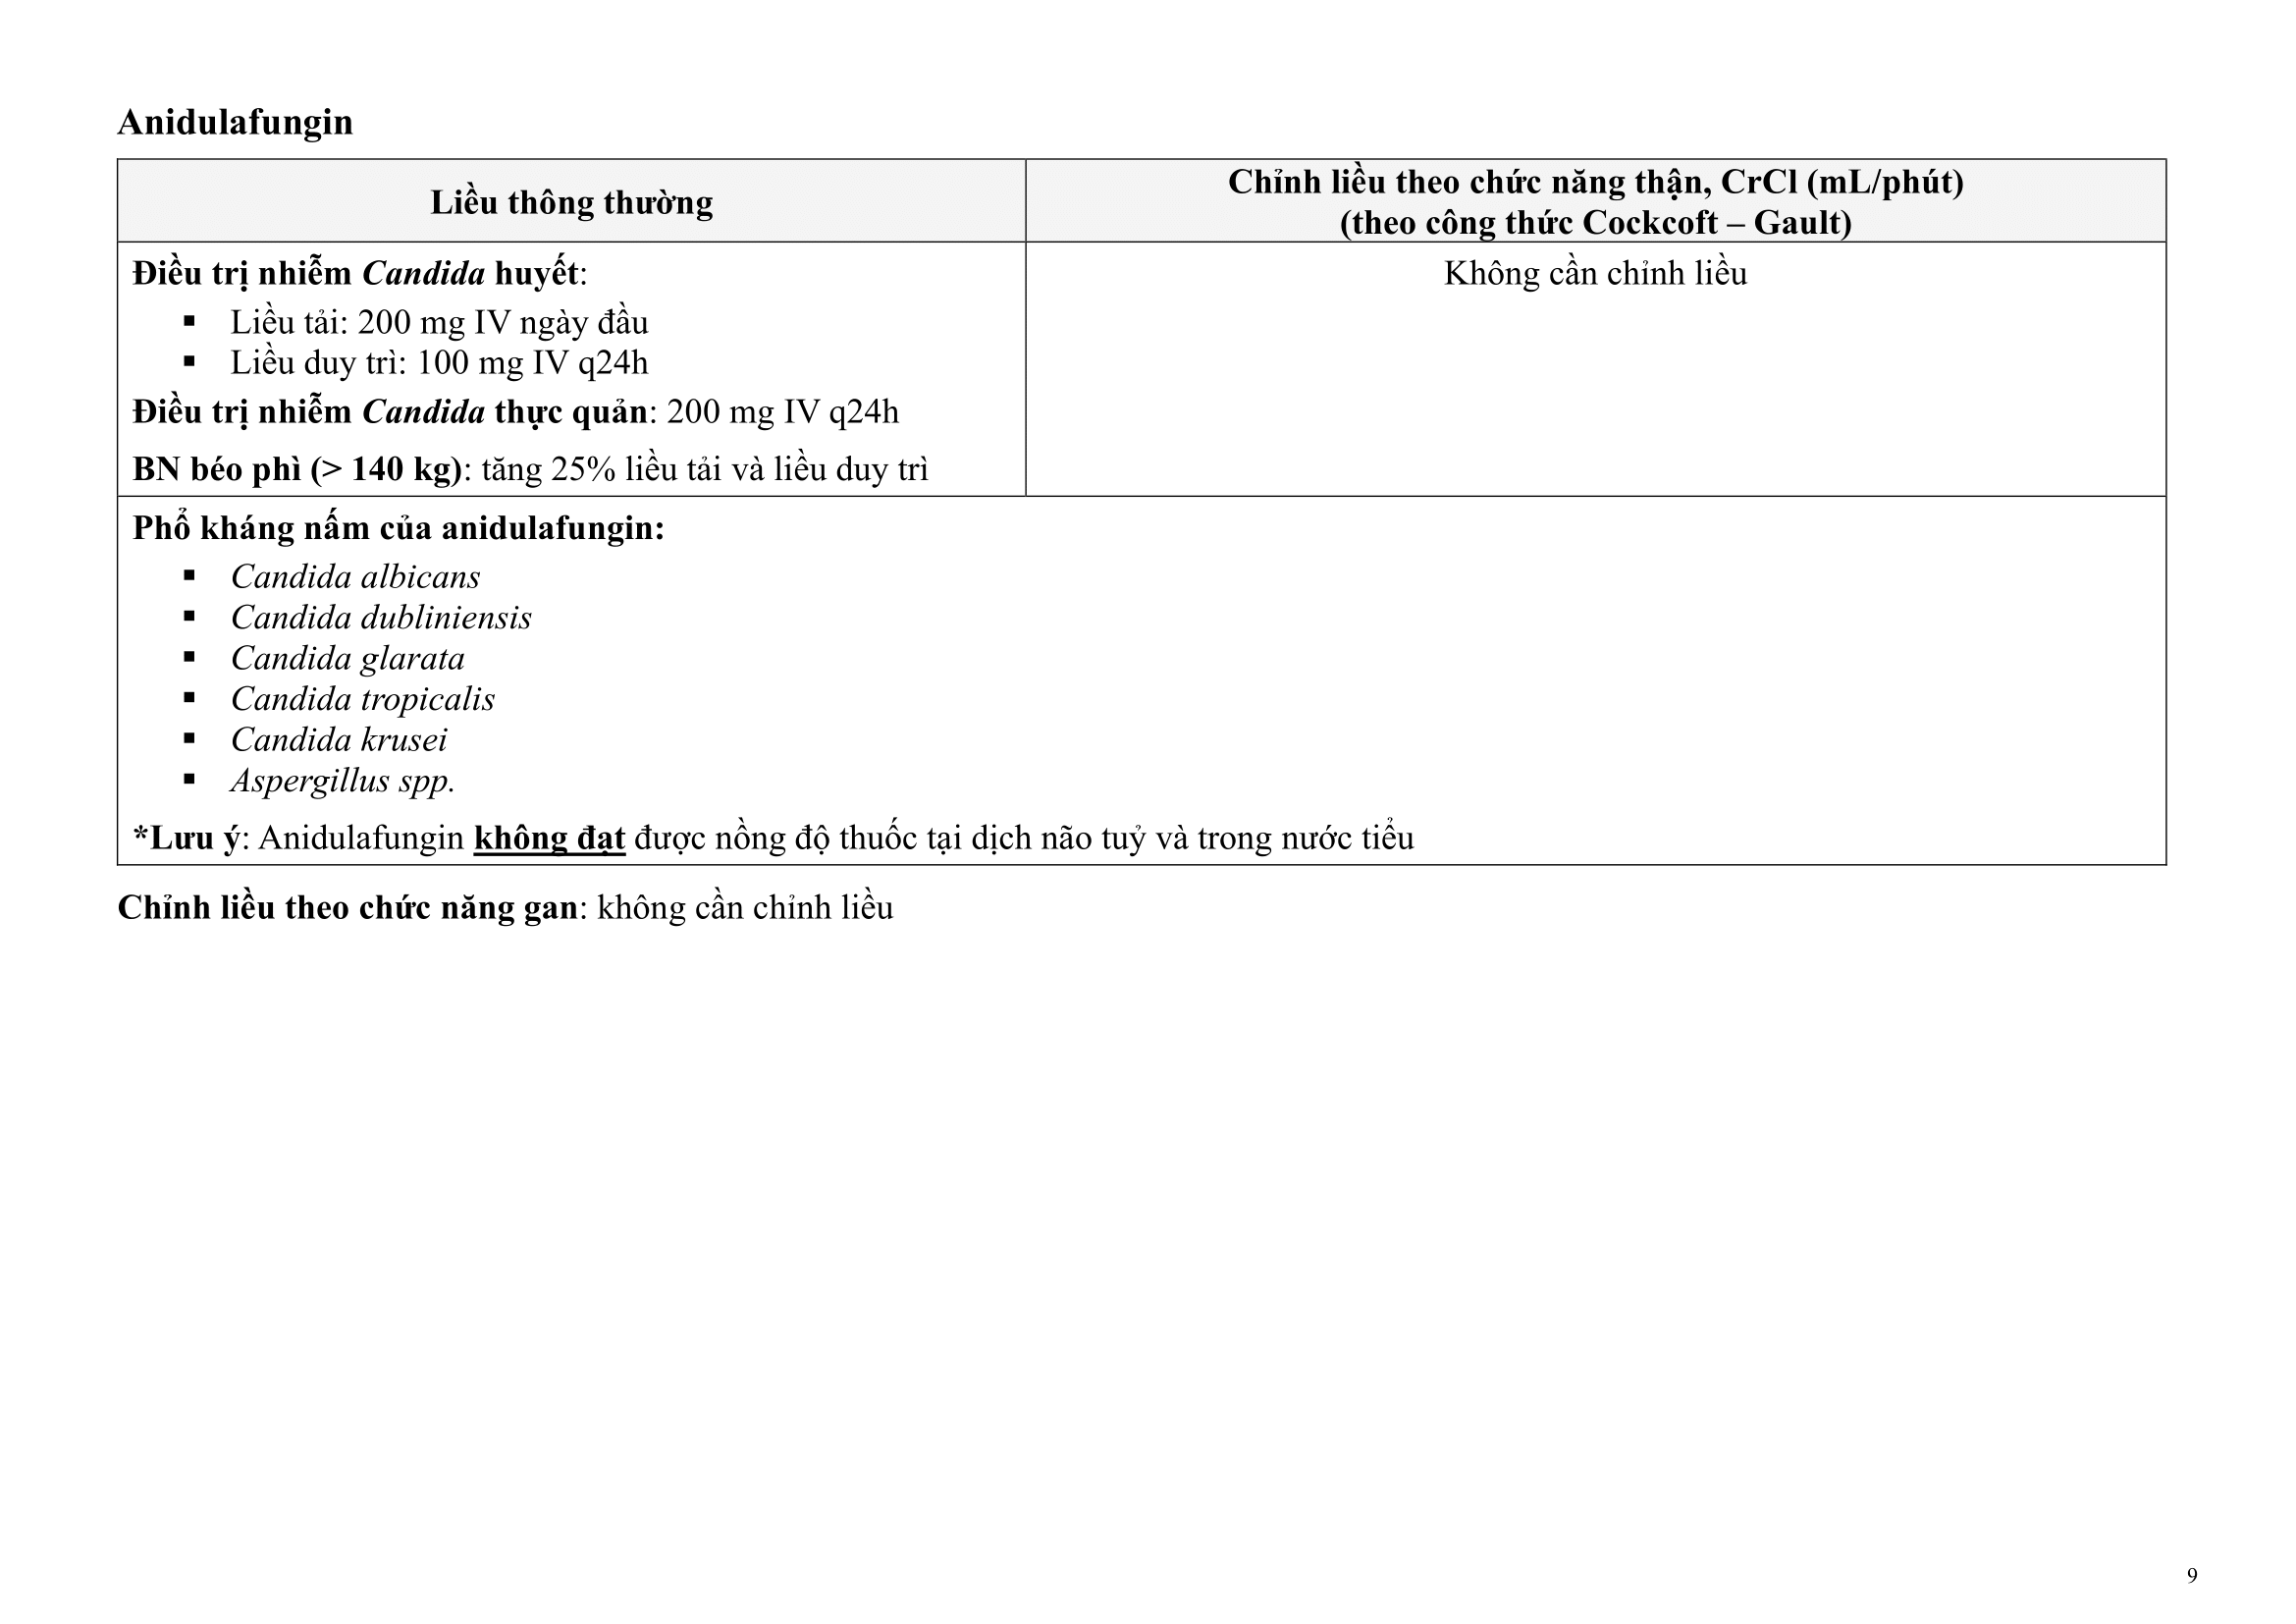 Anidulafungin
Liều thông thường
Chỉnh liều theo chức năng thận, CrCl (mL/phút)
(theo công thức Cockcoft – Gault)
Điều trị nhiễm Candida huyết:
▪ Liều tải: 200 mg IV ngày đầu
▪ Liều duy trì: 100 mg IV q24h
Điều trị nhiễm Candida thực quản: 200 mg IV q24h
BN béo phì (> 140 kg): tăng 25% liều tải và liều duy trì
Không cần chỉnh liều
Phổ kháng nấm của anidulafungin:
▪ Candida albicans
▪ Candida dubliniensis
▪ Candida glarata
▪ Candida tropicalis
▪ Candida krusei
▪ Aspergillus spp.
*Lưu ý: Anidulafungin không đạt được nồng độ thuốc tại dịch não tuỷ và trong nước tiểu
Chỉnh liều theo chức năng gan: không cần chỉnh liều
9